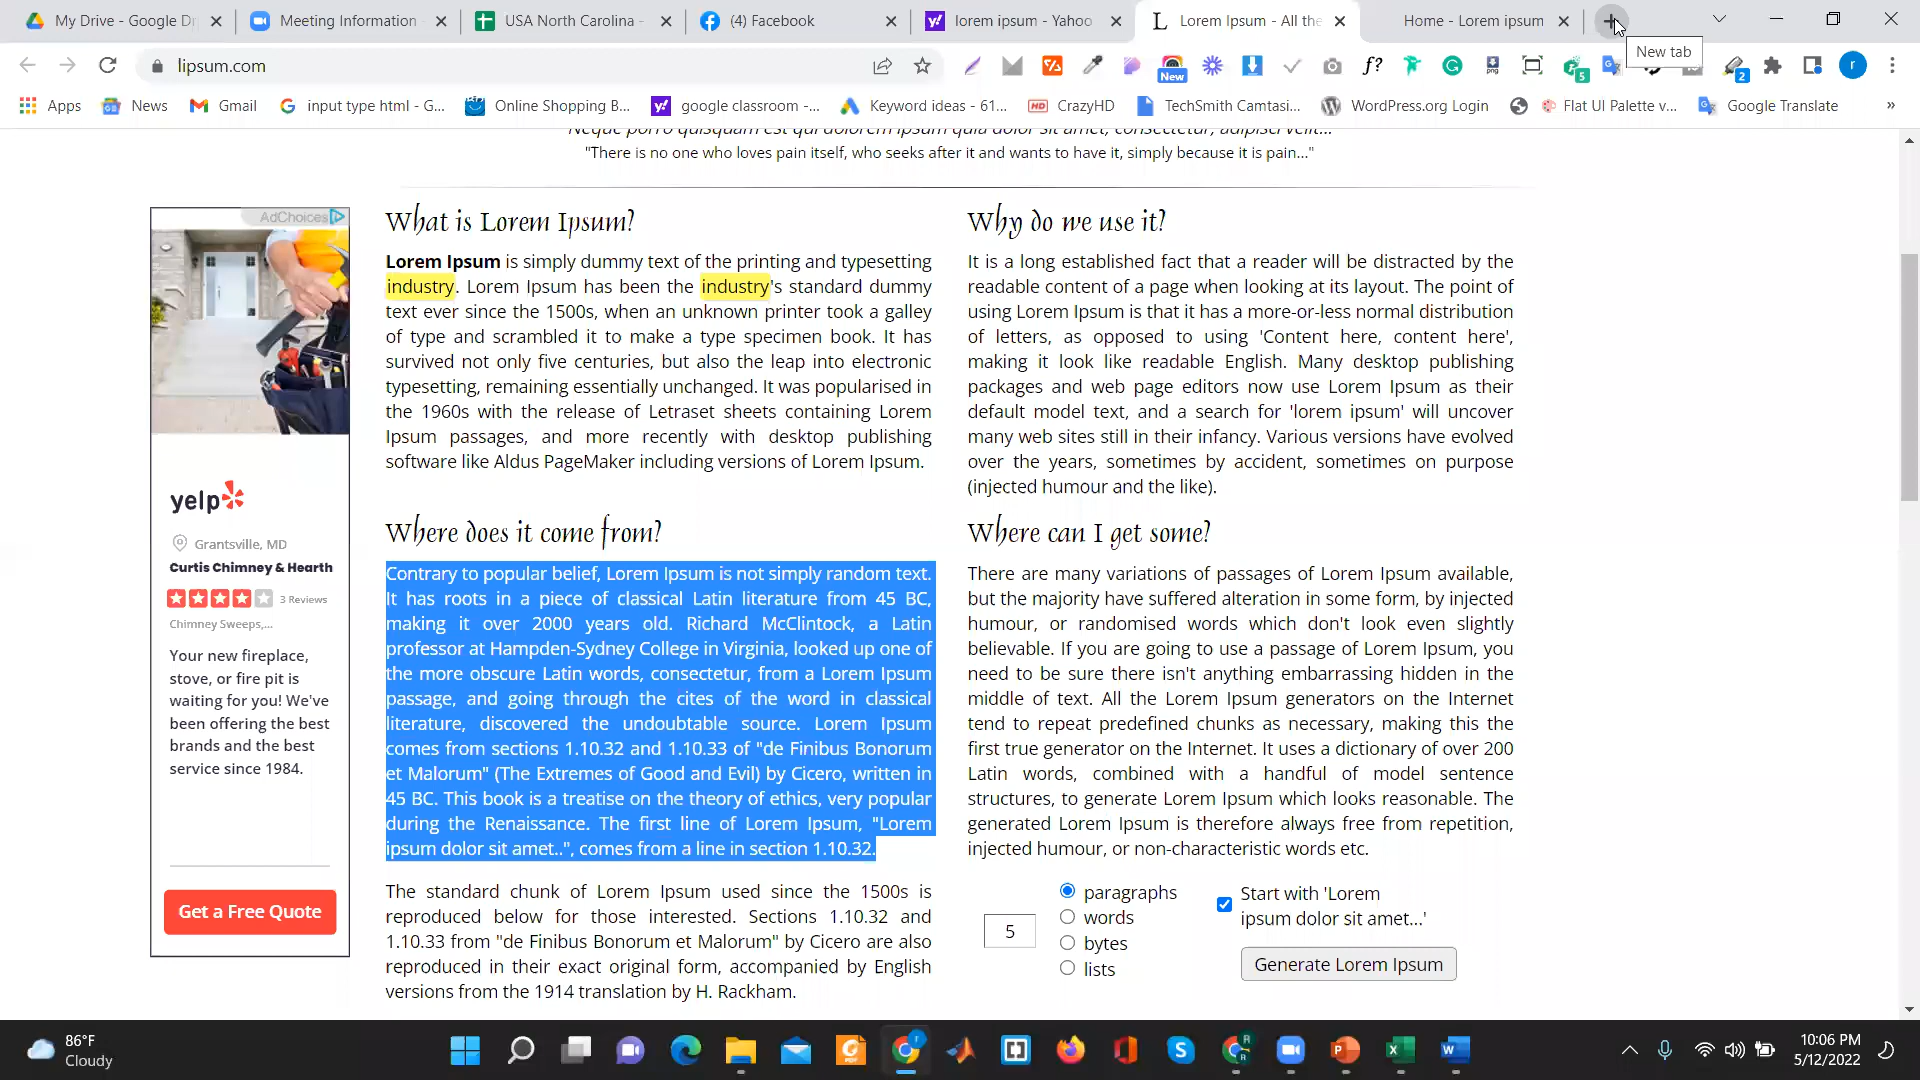 My Drive - Google Dr
Meeting Information
USA North Carolina -
(4) Facebook
lorem ipsum - Yahoo
Lorem Ipsum - All the
Home - Lorem ipsum
New tab
lipsum.com
New
5
2
r
Apps
News
Gmail
input type html - G...
Online Shopping B...
google classroom -...
Keyword ideas - 61...
CrazyHD
TechSmith Camtasi...
WordPress.org Login
Flat UI Palette v...
Google Translate
»
"Neque porro quisquam est qui dolorem ipsum quia dolor sit amet, consectetur, adipisci velit..."
"There is no one who loves pain itself, who seeks after it and wants to have it, simply because it is pain..."
AdChoices
yelp
Grantsville, MD
Curtis Chimney & Hearth
3 Reviews
Chimney Sweeps,...
Your new fireplace,
stove, or fire pit is
waiting for you! We've
been offering the best
brands and the best
service since 1984.
Get a Free Quote
What is Lorem Ipsum?
Lorem Ipsum is simply dummy text of the printing and typesetting
industry. Lorem Ipsum has been the industry's standard dummy
text ever since the 1500s, when an unknown printer took a galley
of type and scrambled it to make a type specimen book. It has
survived not only five centuries, but also the leap into electronic
typesetting, remaining essentially unchanged. It was popularised in
the 1960s with the release of Letraset sheets containing Lorem
Ipsum passages, and more recently with desktop publishing
software like Aldus PageMaker including versions of Lorem Ipsum.
Why do we use it?
It is a long established fact that a reader will be distracted by the
readable content of a page when looking at its layout. The point of
using Lorem Ipsum is that it has a more-or-less normal distribution
of letters, as opposed to using 'Content here, content here',
making it look like readable English. Many desktop publishing
packages and web page editors now use Lorem Ipsum as their
default model text, and a search for 'lorem ipsum' will uncover
many web sites still in their infancy. Various versions have evolved
over the years, sometimes by accident, sometimes on purpose
(injected humour and the like).
Where does it come from?
Contrary to popular belief, Lorem Ipsum is not simply random text.
It has roots in a piece of classical Latin literature from 45 BC,
making it over 2000 years old. Richard McClintock, a Latin
professor at Hampden-Sydney College in Virginia, looked up one of
the more obscure Latin words, consectetur, from a Lorem Ipsum
passage, and going through the cites of the word in classical
literature, discovered the undoubtable source. Lorem Ipsum
comes from sections 1.10.32 and 1.10.33 of "de Finibus Bonorum
et Malorum" (The Extremes of Good and Evil) by Cicero, written in
45 BC. This book is a treatise on the theory of ethics, very popular
during the Renaissance. The first line of Lorem Ipsum, "Lorem
ipsum dolor sit amet..", comes from a line in section 1.10.32.
The standard chunk of Lorem Ipsum used since the 1500s is
reproduced below for those interested. Sections 1.10.32 and
1.10.33 from "de Finibus Bonorum et Malorum" by Cicero are also
reproduced in their exact original form, accompanied by English
versions from the 1914 translation by H. Rackham.
Where can I get some?
There are many variations of passages of Lorem Ipsum available,
but the majority have suffered alteration in some form, by injected
humour, or randomised words which don't look even slightly
believable. If you are going to use a passage of Lorem Ipsum, you
need to be sure there isn't anything embarrassing hidden in the
middle of text. All the Lorem Ipsum generators on the Internet
tend to repeat predefined chunks as necessary, making this the
first true generator on the Internet. It uses a dictionary of over 200
Latin words, combined with a handful of model sentence
structures, to generate Lorem Ipsum which looks reasonable. The
generated Lorem Ipsum is therefore always free from repetition,
injected humour, or non-characteristic words etc.
5
paragraphs
words
bytes
lists
Start with 'Lorem
ipsum dolor sit amet...'
Generate Lorem Ipsum
86°F
Cloudy
10:06 PM
5/12/2022